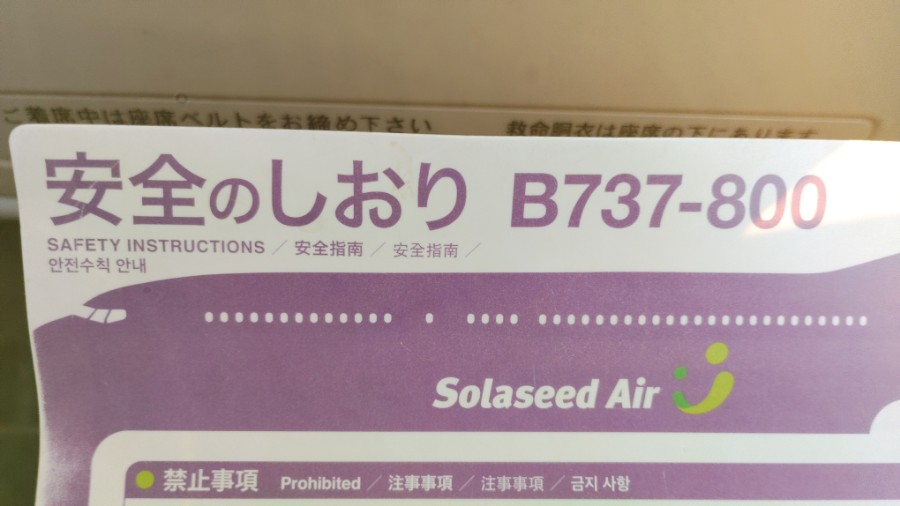 ご着席中は座席ベルトをお締め下さい 救命胴衣は座席の下にあります
安全のしおり B737-800
SAFETY INSTRUCTIONS / 安全指南 / 安全指南 /
안전수칙 안내
Solaseed Air
禁止事項 Prohibited / 注事事項 / 注事事項 / 금지 사항